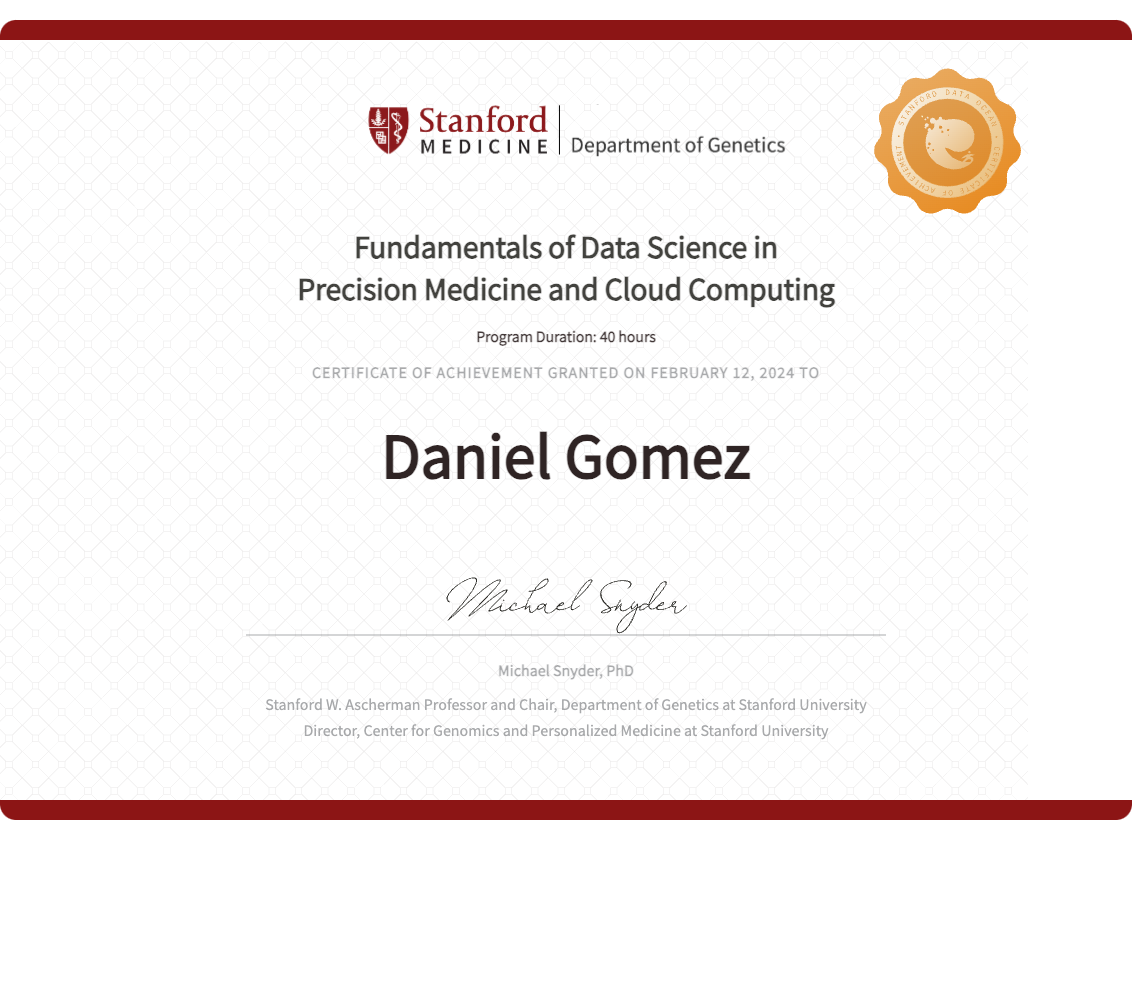 Stanford
MEDICINE
Department of Genetics
STANFORD DATA OCEAN • CERTIFICATE OF ACHIEVEMENT •
Fundamentals of Data Science in
Precision Medicine and Cloud Computing
Program Duration: 40 hours
CERTIFICATE OF ACHIEVEMENT GRANTED ON FEBRUARY 12, 2024 TO
Daniel Gomez
Michael Snyder
Michael Snyder, PhD
Stanford W. Ascherman Professor and Chair, Department of Genetics at Stanford University
Director, Center for Genomics and Personalized Medicine at Stanford University